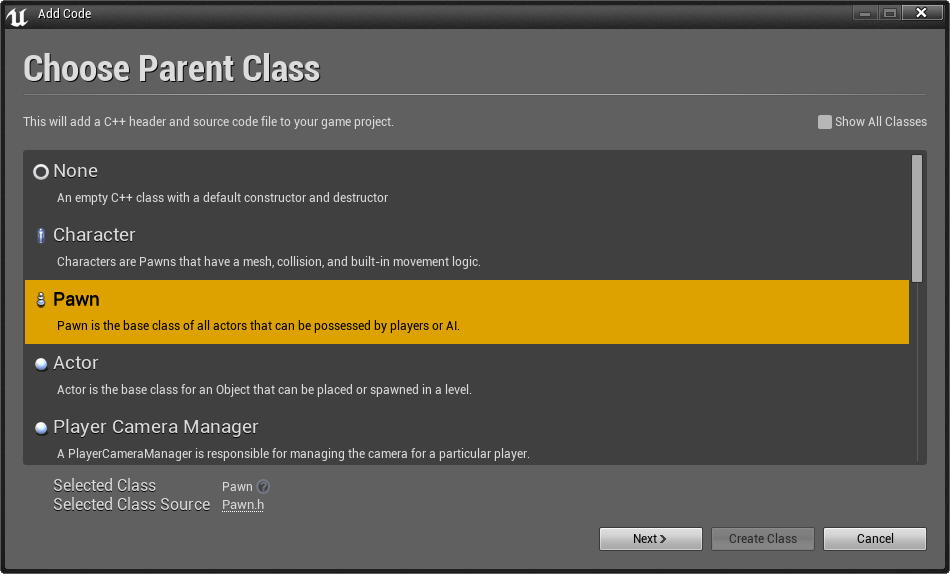 Add Code
Choose Parent Class
This will add a C++ header and source code file to your game project.
Show All Classes
None
An empty C++ class with a default constructor and destructor
Character
Characters are Pawns that have a mesh, collision, and built-in movement logic.
Pawn
Pawn is the base class of all actors that can be possessed by players or AI.
Actor
Actor is the base class for an Object that can be placed or spawned in a level.
Player Camera Manager
A PlayerCameraManager is responsible for managing the camera for a particular player.
Selected Class Pawn ?
Selected Class Source Pawn.h
Next > Create Class Cancel